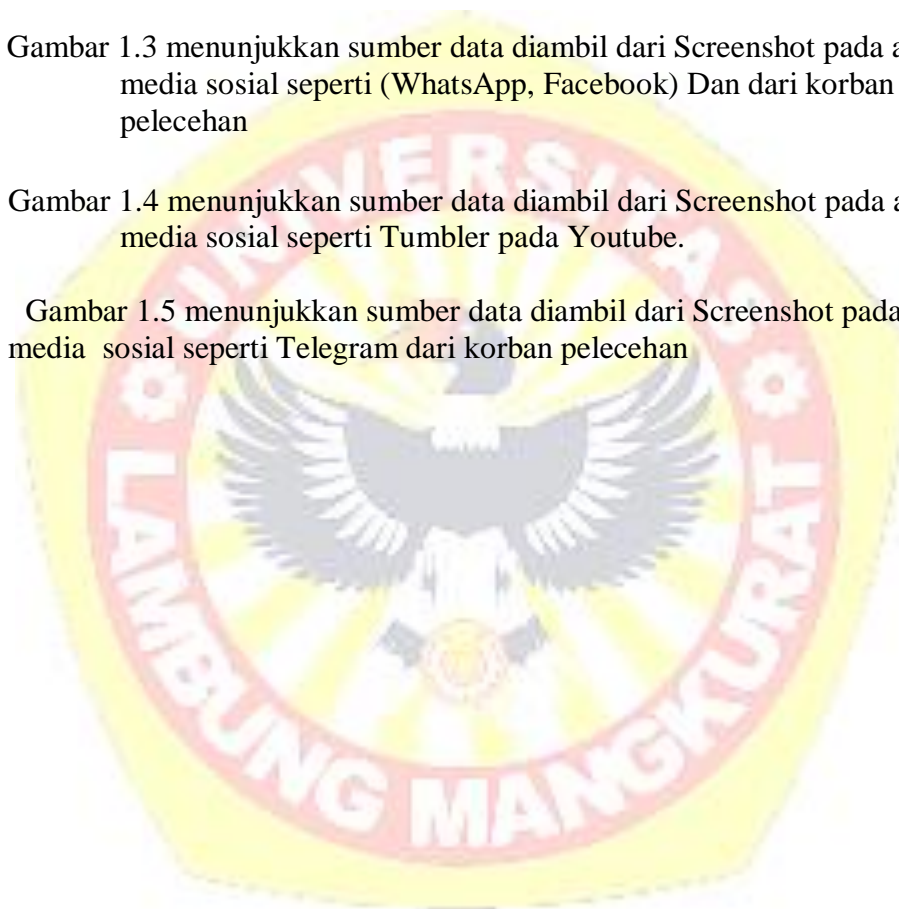 Gambar 1.3 menunjukkan sumber data diambil dari Screenshot pada a
media sosial seperti (WhatsApp, Facebook) Dan dari korban
pelecehan
Gambar 1.4 menunjukkan sumber data diambil dari Screenshot pada a
media sosial seperti Tumbler pada Youtube.
Gambar 1.5 menunjukkan sumber data diambil dari Screenshot pada
media sosial seperti Telegram dari korban pelecehan
UNIVERSITAS
LAMBUNG MANGKURAT